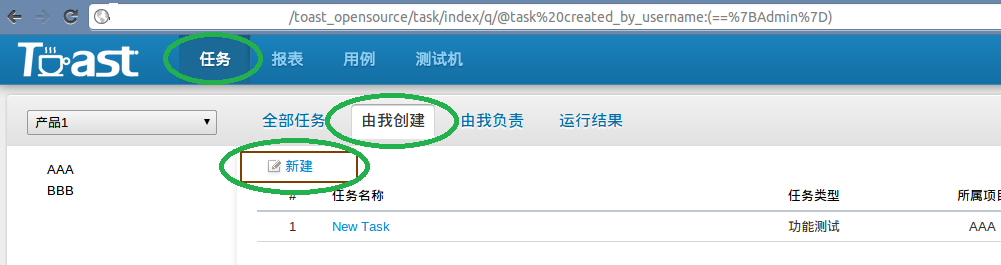 /toast_opensource/task/index/q/@task%20created_by_username:(==%7BAdmin%7D)
Toast 任务 报表 用例 测试机
产品1 全部任务 由我创建 由我负责 运行结果
AAA 新建
BBB
# 任务名称 任务类型 所属项目
1 New Task 功能测试 AAA